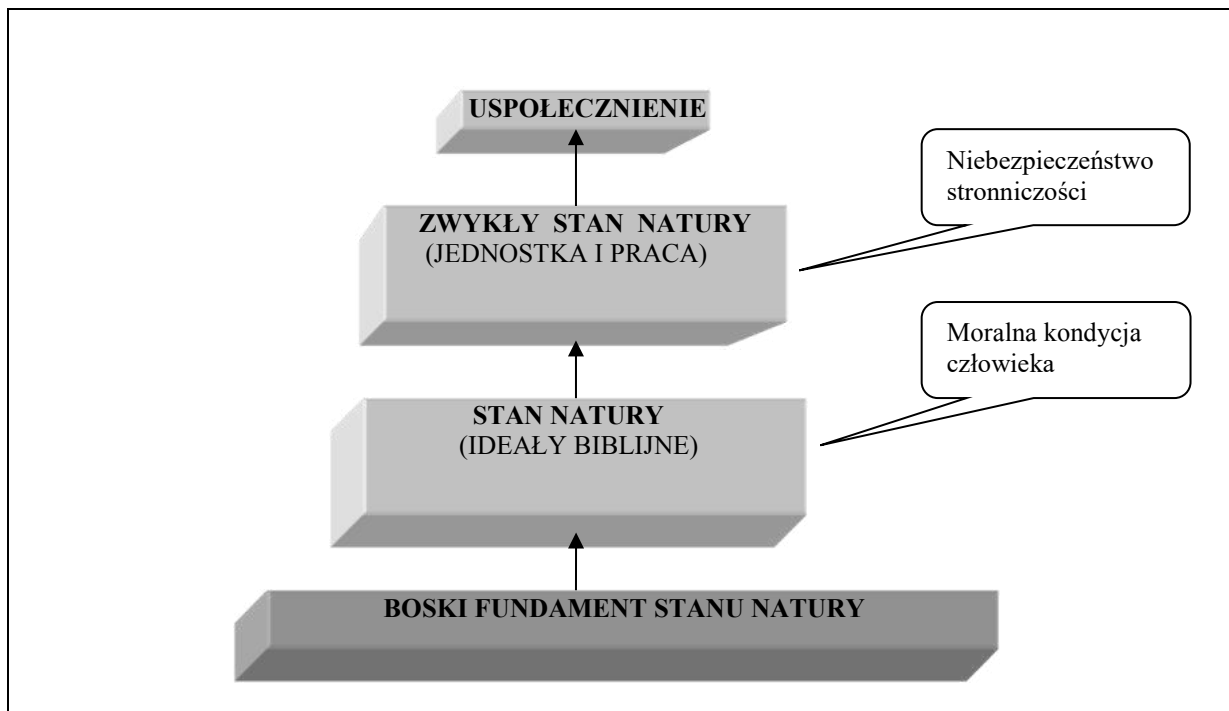 USPOŁECZNIENIE
Niebezpieczeństwo
stronniczości
ZWYKŁY STAN NATURY
(JEDNOSTKA I PRACA)
Moralna kondycja
człowieka
STAN NATURY
(IDEAŁY BIBLIJNE)
BOSKI FUNDAMENT STANU NATURY